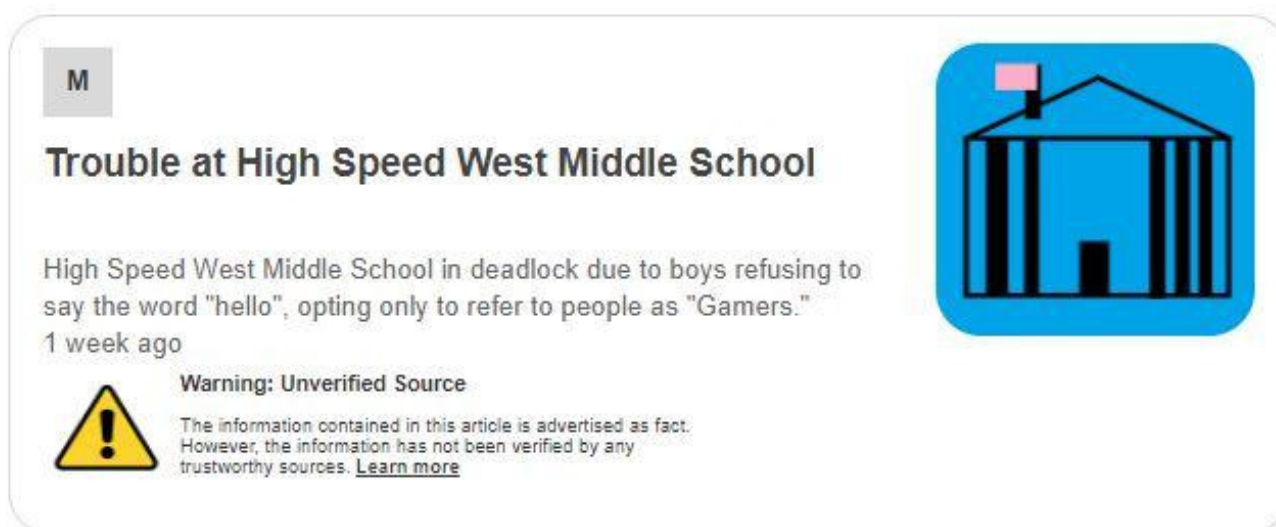 M
Trouble at High Speed West Middle School
High Speed West Middle School in deadlock due to boys refusing to
say the word "hello", opting only to refer to people as "Gamers."
1 week ago
Warning: Unverified Source
The information contained in this article is advertised as fact.
However, the information has not been verified by any
trustworthy sources. Learn more